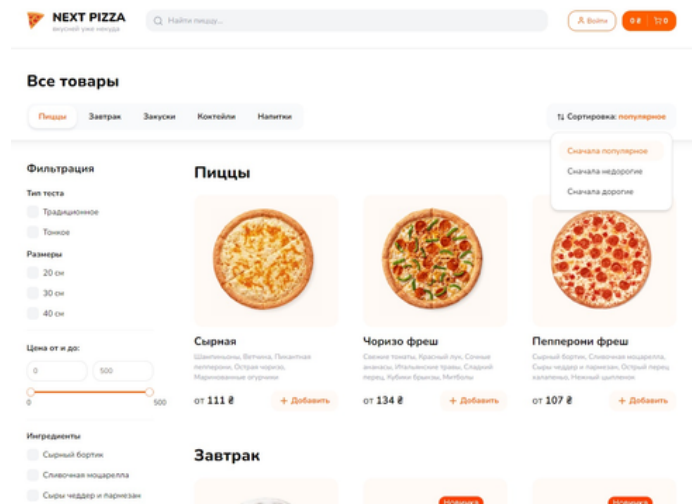 NEXT PIZZA
вкусней уже некуда
Найти пиццу...
Войти
0 ₴
0
Все товары
Пиццы
Завтрак
Закуски
Коктейли
Напитки
Сортировка: популярное
Сначала популярное
Сначала недорогие
Сначала дорогие
Фильтрация
Тип теста
Традиционное
Тонкое
Размеры
20 см
30 см
40 см
Цена от и до:
0
500
0
500
Ингредиенты
Сырный бортик
Сливочная моцарелла
Сыры чеддер и пармезан
Пиццы
Сырная
Шампиньоны, Ветчина, Пикантная
пепперони, Острая чоризо,
Маринованные огурчики
от 111 ₴
+ Добавить
Чоризо фреш
Свежие томаты, Красный лук, Сочные
ананасы, Итальянские травы, Сладкий
перец, Кубики брынзы, Митболы
от 134 ₴
+ Добавить
Пепперони фреш
Сырный бортик, Сливочная моцарелла,
Сыры чеддер и пармезан, Острый перец
халапеньо, Нежный цыпленок
от 107 ₴
+ Добавить
Завтрак
Новинка
Новинка